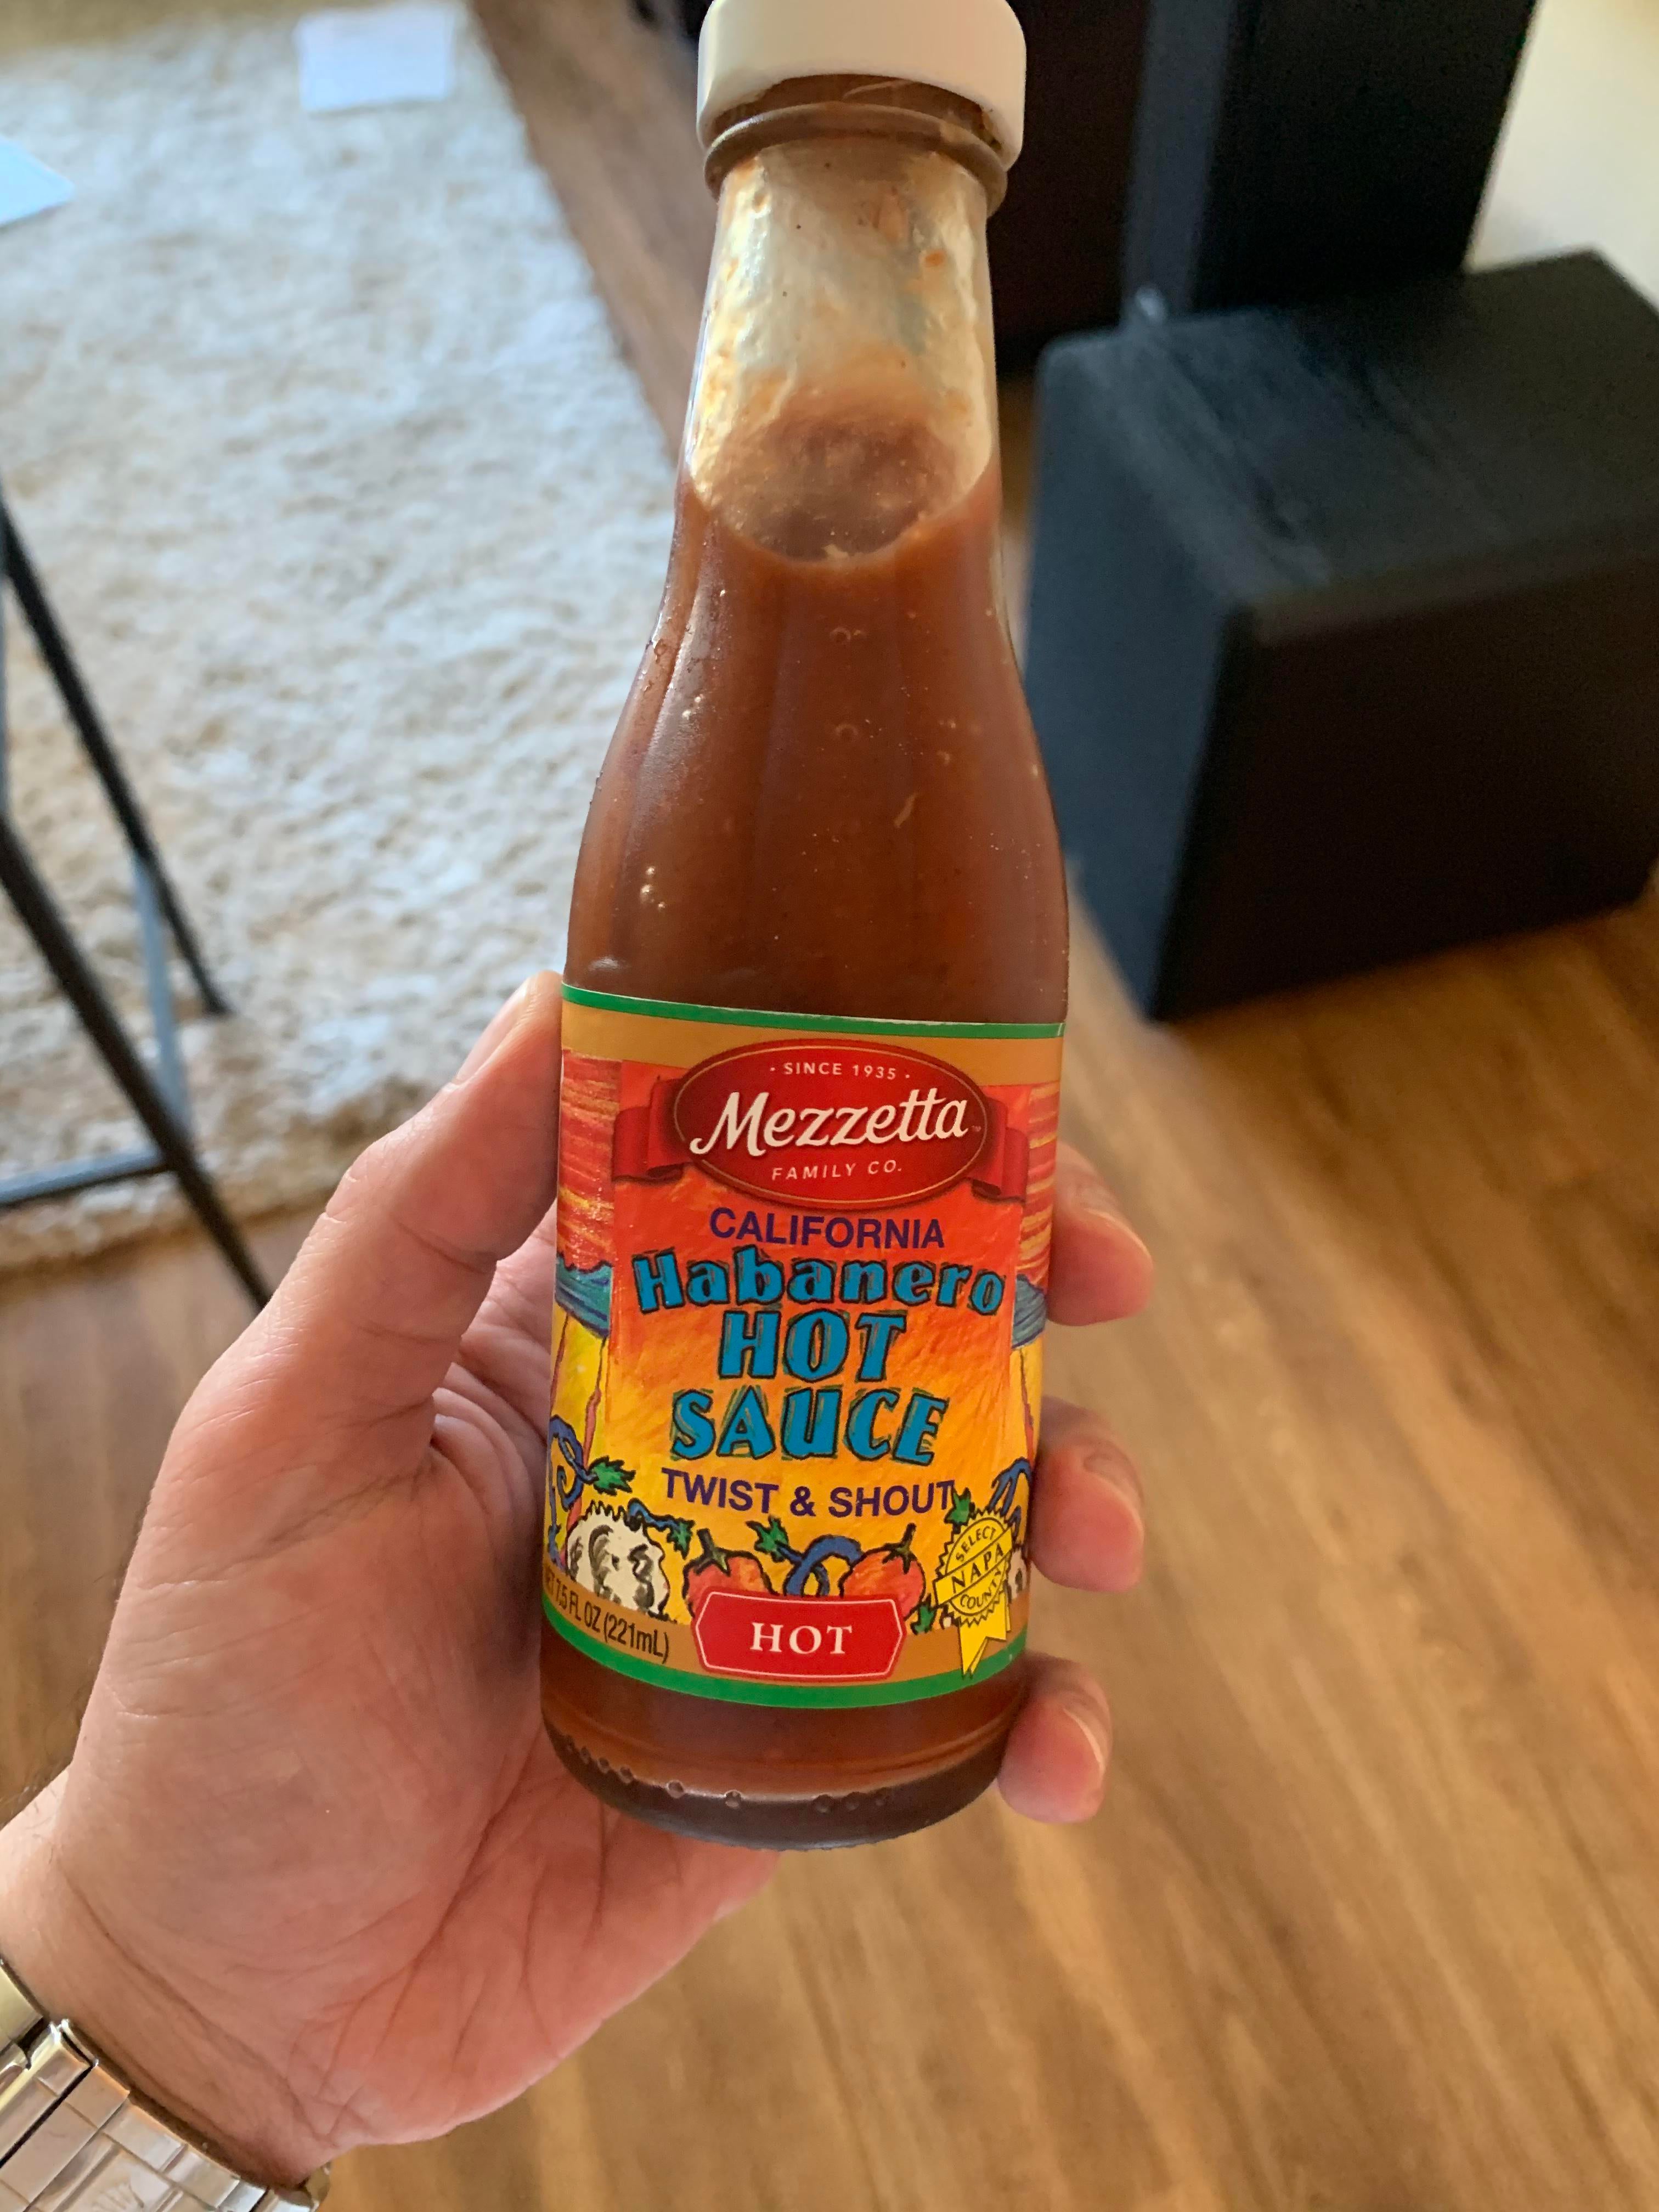 · SINCE 1935 ·
Mezzetta™
FAMILY CO.
CALIFORNIA
Habanero
HOT
SAUCE
TWIST & SHOUT
SELECT
NAPA
COUNTY
7.5 FL OZ (221mL)
HOT